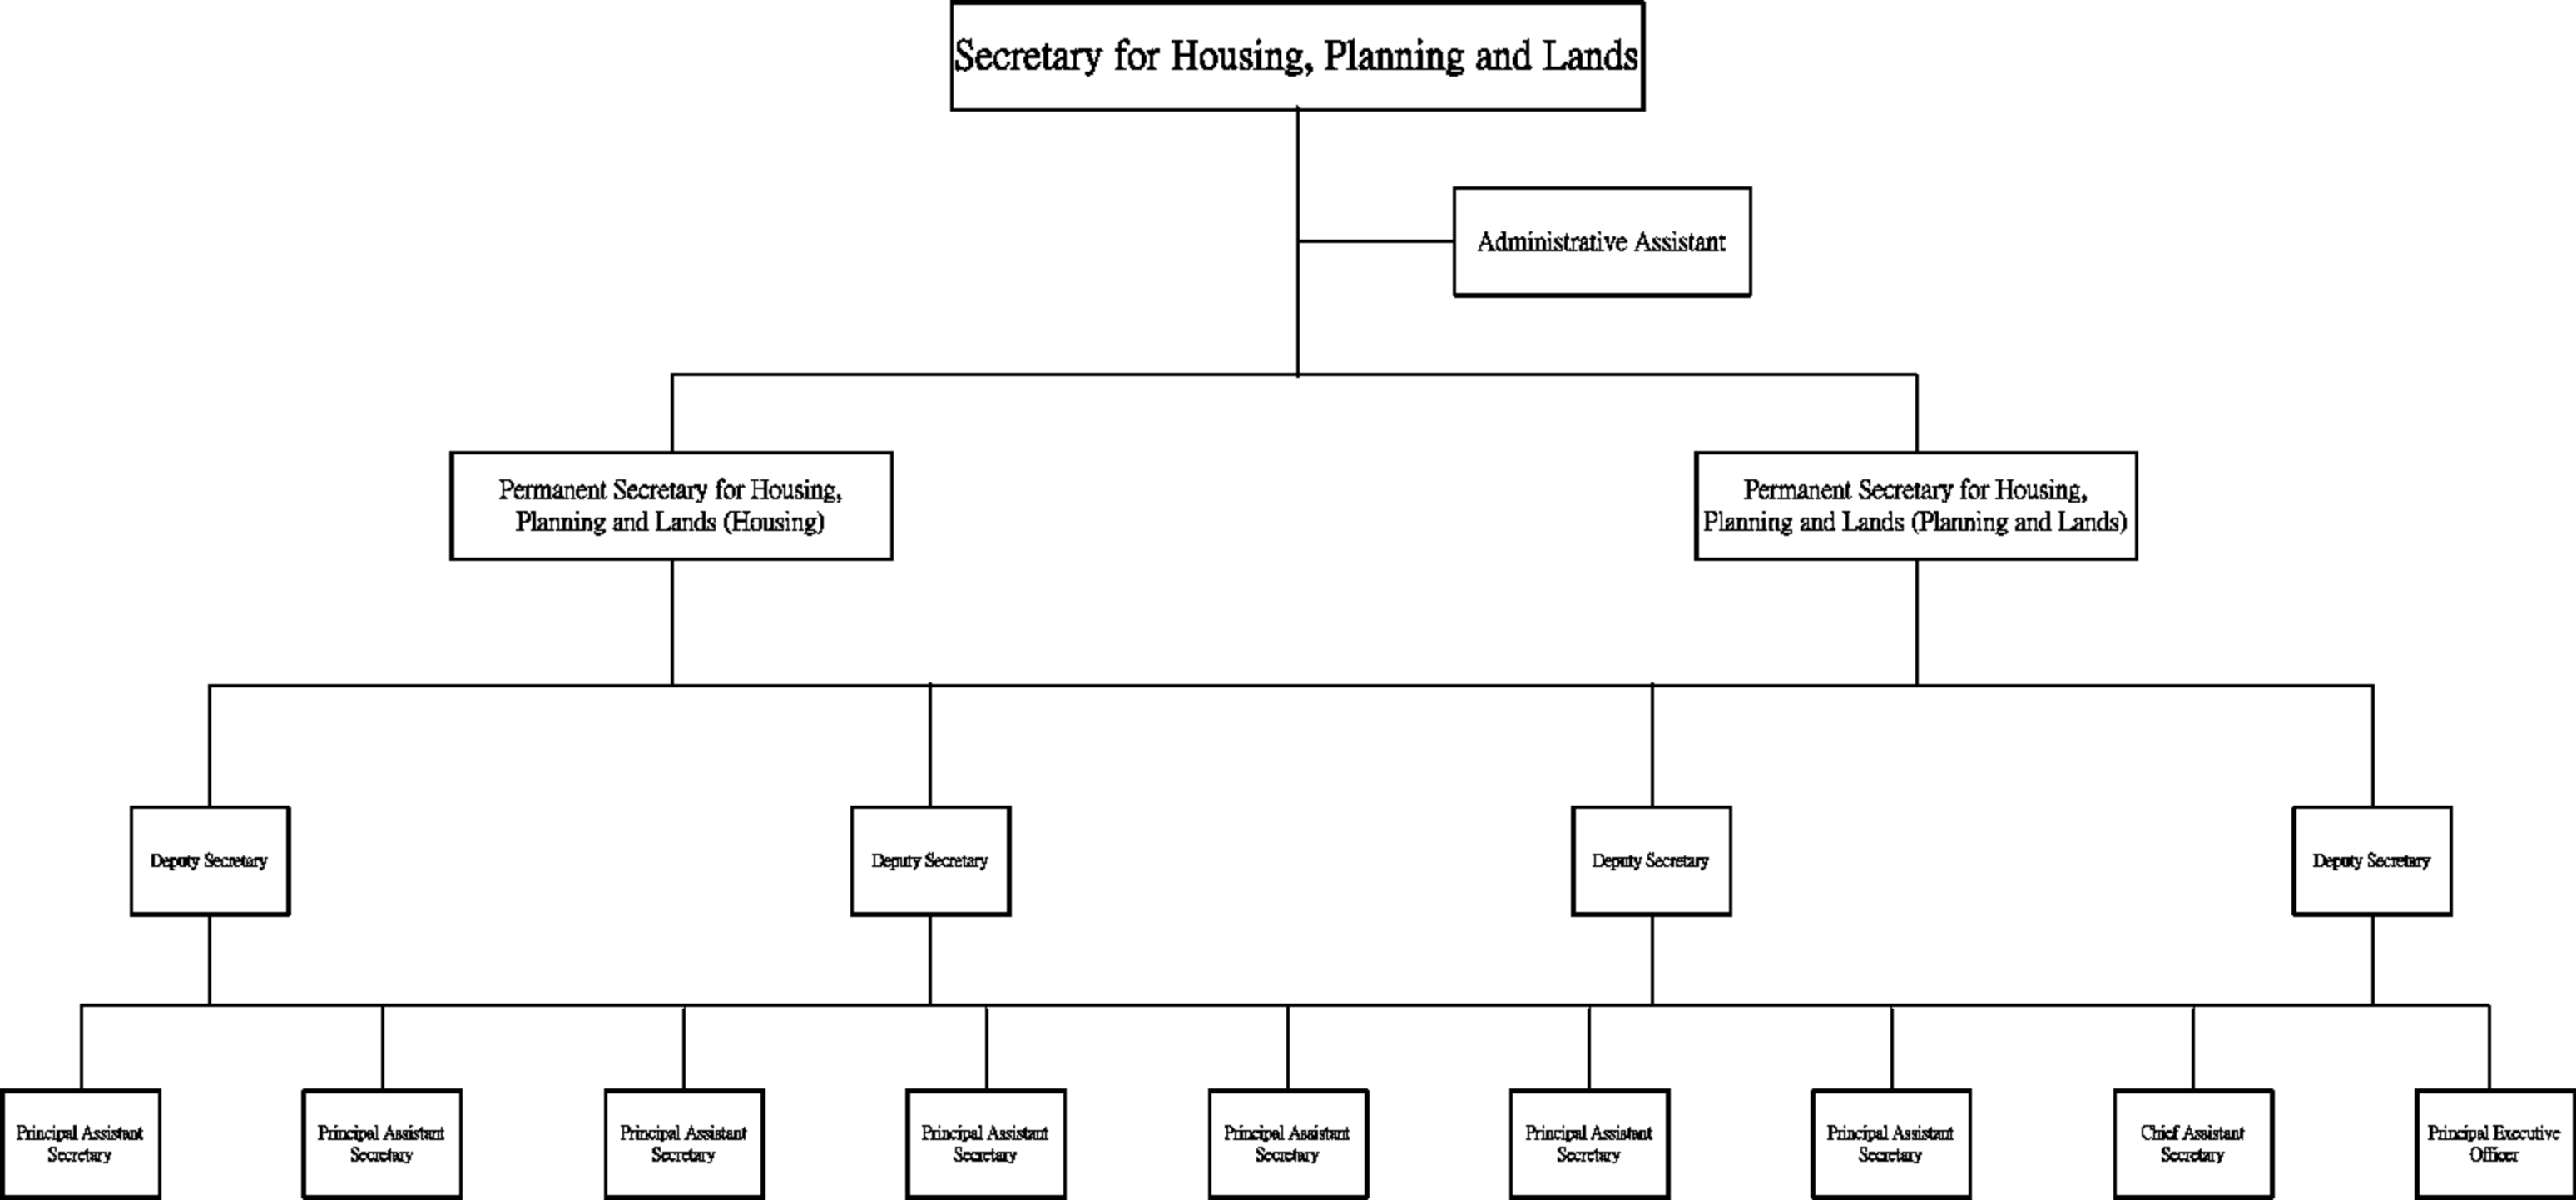 Secretary for Housing, Planning and Lands
Administrative Assistant
Permanent Secretary for Housing,
Planning and Lands (Housing)
Permanent Secretary for Housing,
Planning and Lands (Planning and Lands)
Deputy Secretary
Deputy Secretary
Deputy Secretary
Deputy Secretary
Principal Assistant
Secretary
Principal Assistant
Secretary
Principal Assistant
Secretary
Principal Assistant
Secretary
Principal Assistant
Secretary
Principal Assistant
Secretary
Principal Assistant
Secretary
Chief Assistant
Secretary
Principal Executive
Officer